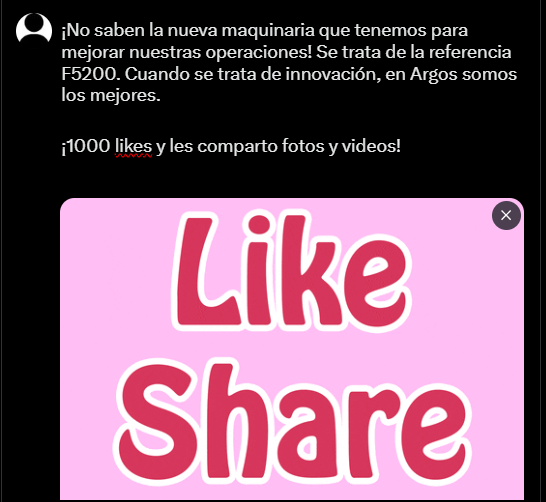 ¡No saben la nueva maquinaria que tenemos para
mejorar nuestras operaciones! Se trata de la referencia
F5200. Cuando se trata de innovación, en Argos somos
los mejores.
¡1000 likes y les comparto fotos y videos!
Like
Share